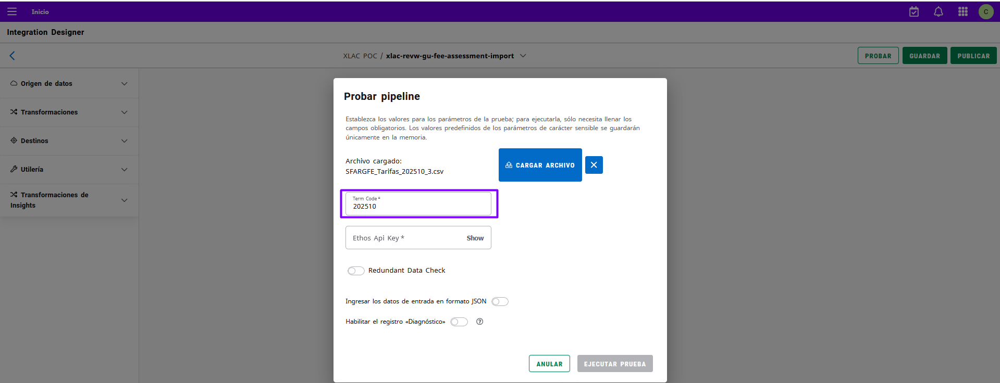 Inicio
C
Integration Designer
XLAC POC / xlac-revw-gu-fee-assessment-import
PROBAR
GUARDAR
PUBLICAR
Origen de datos
Transformaciones
Destinos
Utilería
Transformaciones de
Insights
Probar pipeline
Establezca los valores para los parámetros de la prueba; para ejecutarla, sólo necesita llenar los
campos obligatorios. Los valores predefinidos de los parámetros de carácter sensible se guardarán
únicamente en la memoria.
Archivo cargado:
SFARGFE_Tarifas_202510_3.csv
CARGAR ARCHIVO
Term Code*
202510
Ethos Api Key*
Show
Redundant Data Check
Ingresar los datos de entrada en formato JSON
Habilitar el registro «Diagnóstico»
ANULAR
EJECUTAR PRUEBA